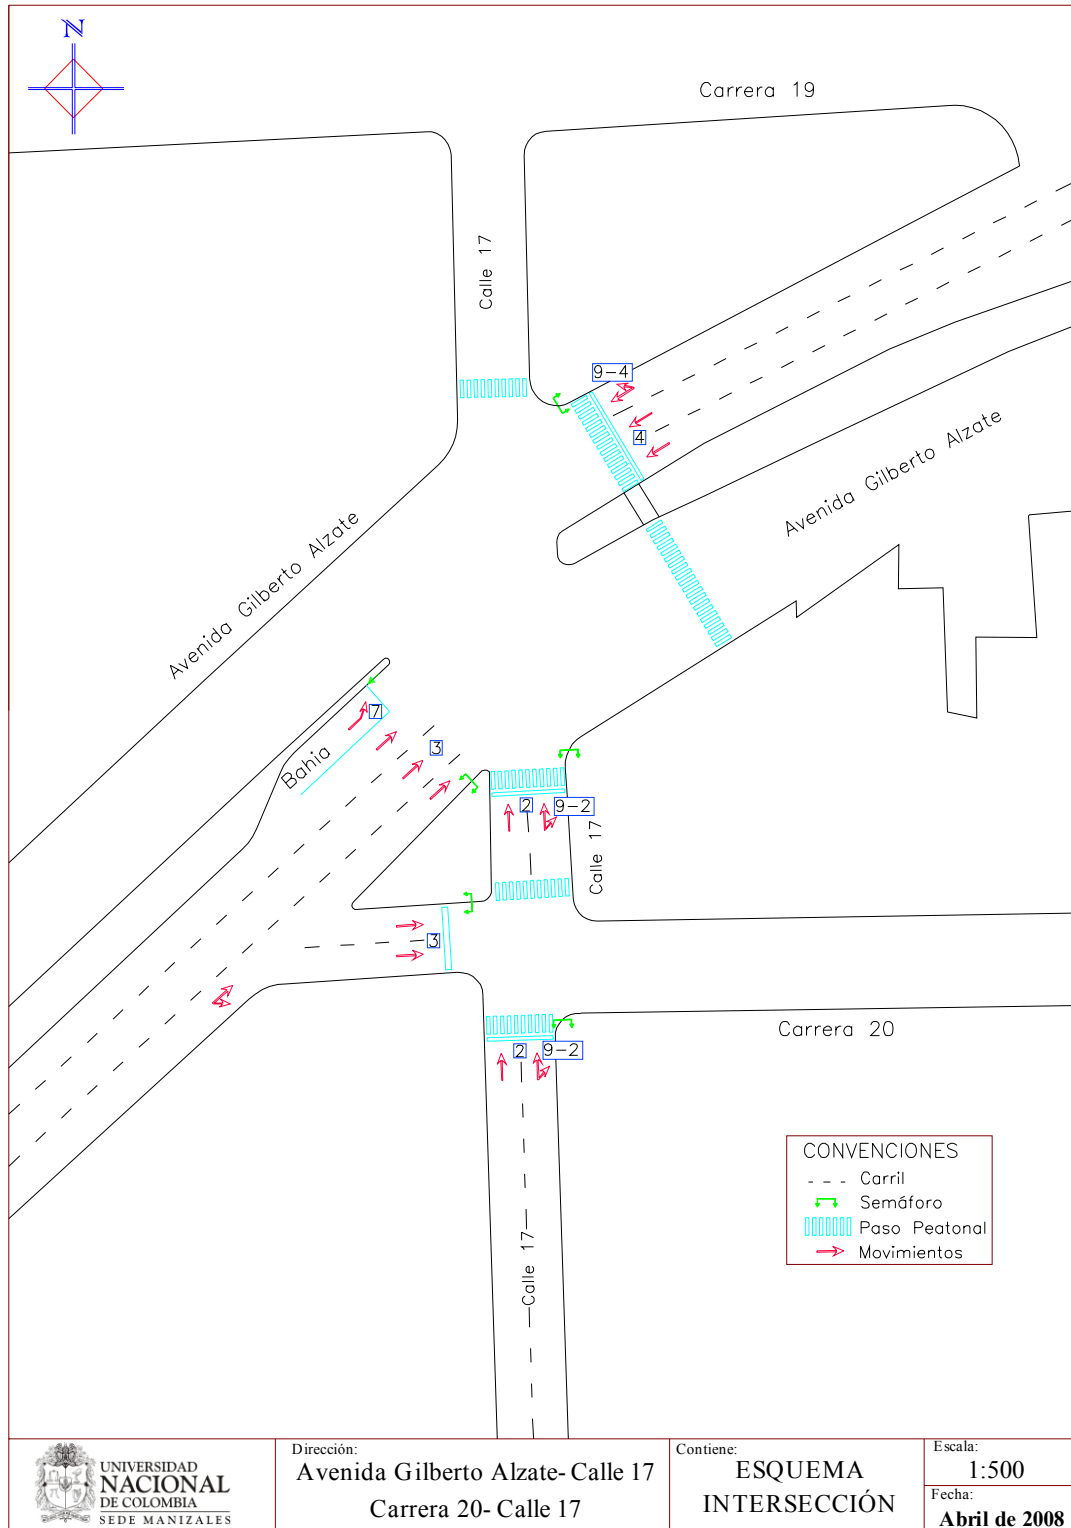 N
Carrera 19
Calle 17
9-4
4
Avenida Gilberto Alzate
Avenida Gilberto Alzate
7
3
Bahia
2
9-2
Calle 17
3
2
9-2
Carrera 20
Calle 17
CONVENCIONES
Carril
Semáforo
Paso Peatonal
Movimientos
UNIVERSIDAD
NACIONAL
DE COLOMBIA
SEDE MANIZALES
Dirección:
Avenida Gilberto Alzate- Calle 17
Carrera 20- Calle 17
Contiene:
ESQUEMA
INTERSECCIÓN
Escala:
1:500
Fecha:
Abril de 2008